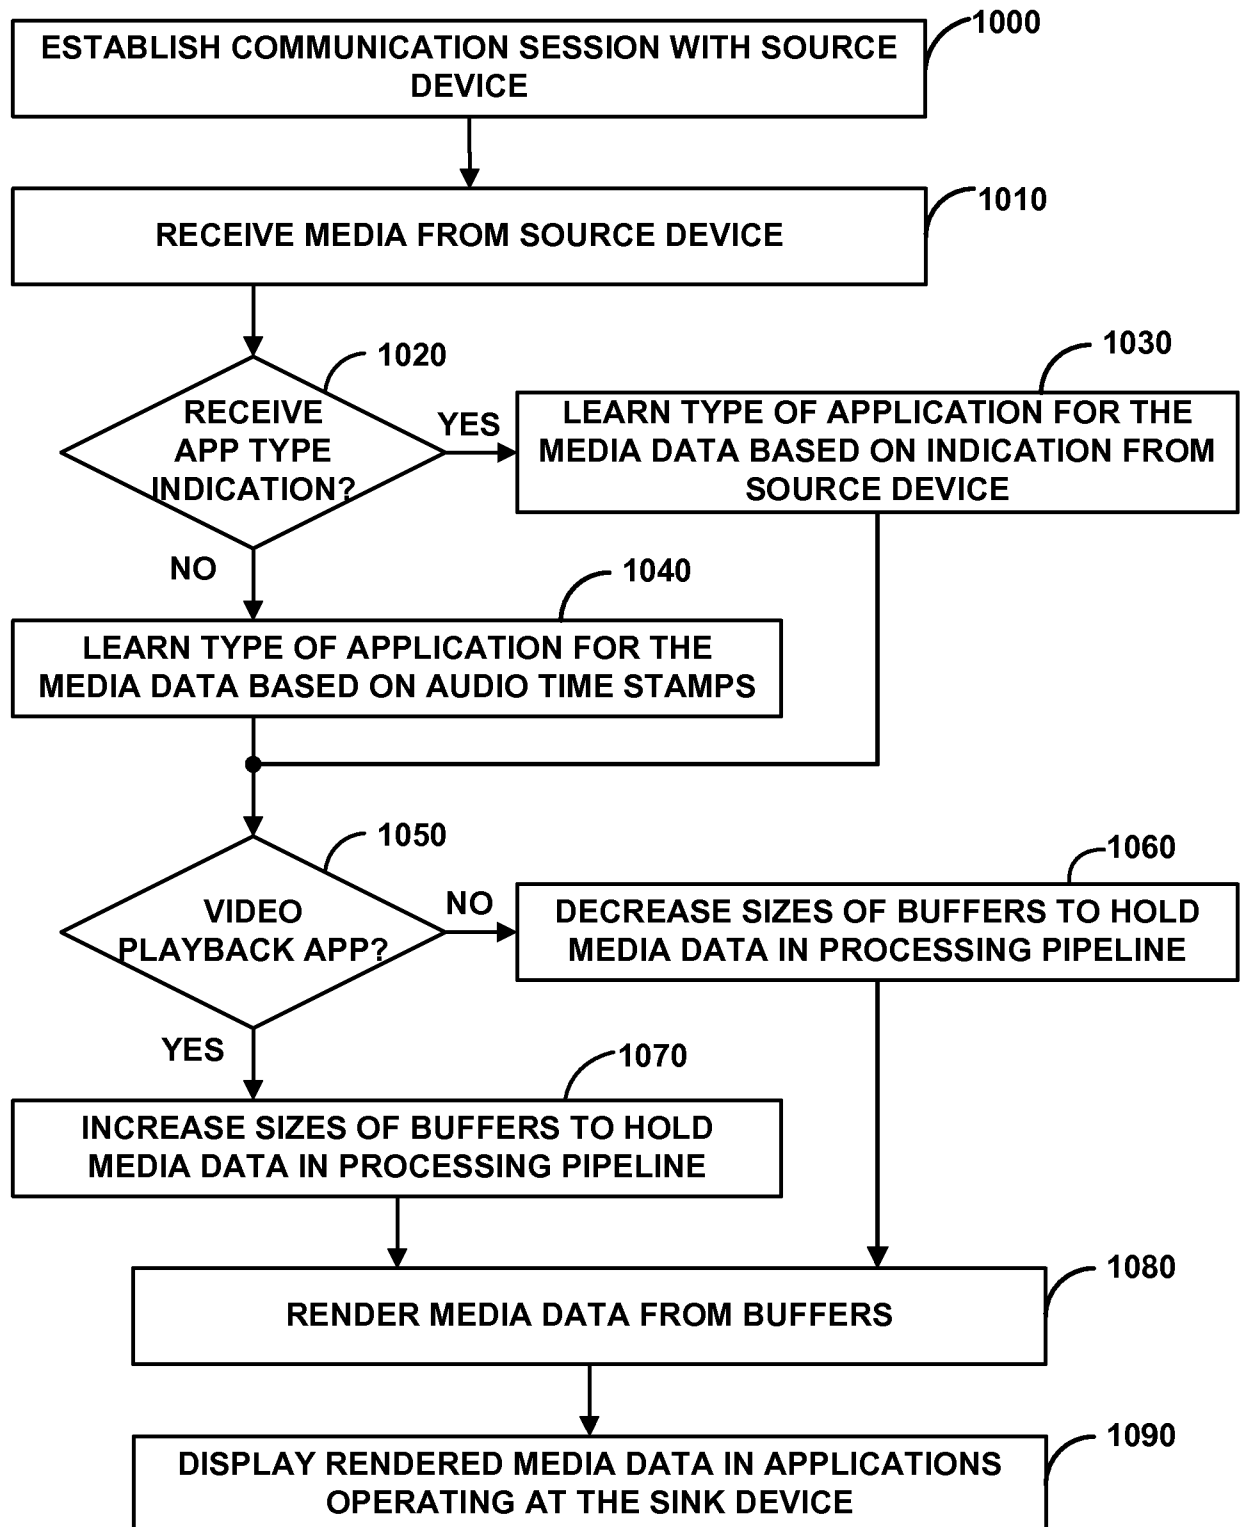 1000
ESTABLISH COMMUNICATION SESSION WITH SOURCE
DEVICE
1010
RECEIVE MEDIA FROM SOURCE DEVICE
1020
RECEIVE
APP TYPE
INDICATION?
YES
1030
LEARN TYPE OF APPLICATION FOR THE
MEDIA DATA BASED ON INDICATION FROM
SOURCE DEVICE
NO
1040
LEARN TYPE OF APPLICATION FOR THE
MEDIA DATA BASED ON AUDIO TIME STAMPS
1050
VIDEO
PLAYBACK APP?
NO
1060
DECREASE SIZES OF BUFFERS TO HOLD
MEDIA DATA IN PROCESSING PIPELINE
YES
1070
INCREASE SIZES OF BUFFERS TO HOLD
MEDIA DATA IN PROCESSING PIPELINE
1080
RENDER MEDIA DATA FROM BUFFERS
1090
DISPLAY RENDERED MEDIA DATA IN APPLICATIONS
OPERATING AT THE SINK DEVICE